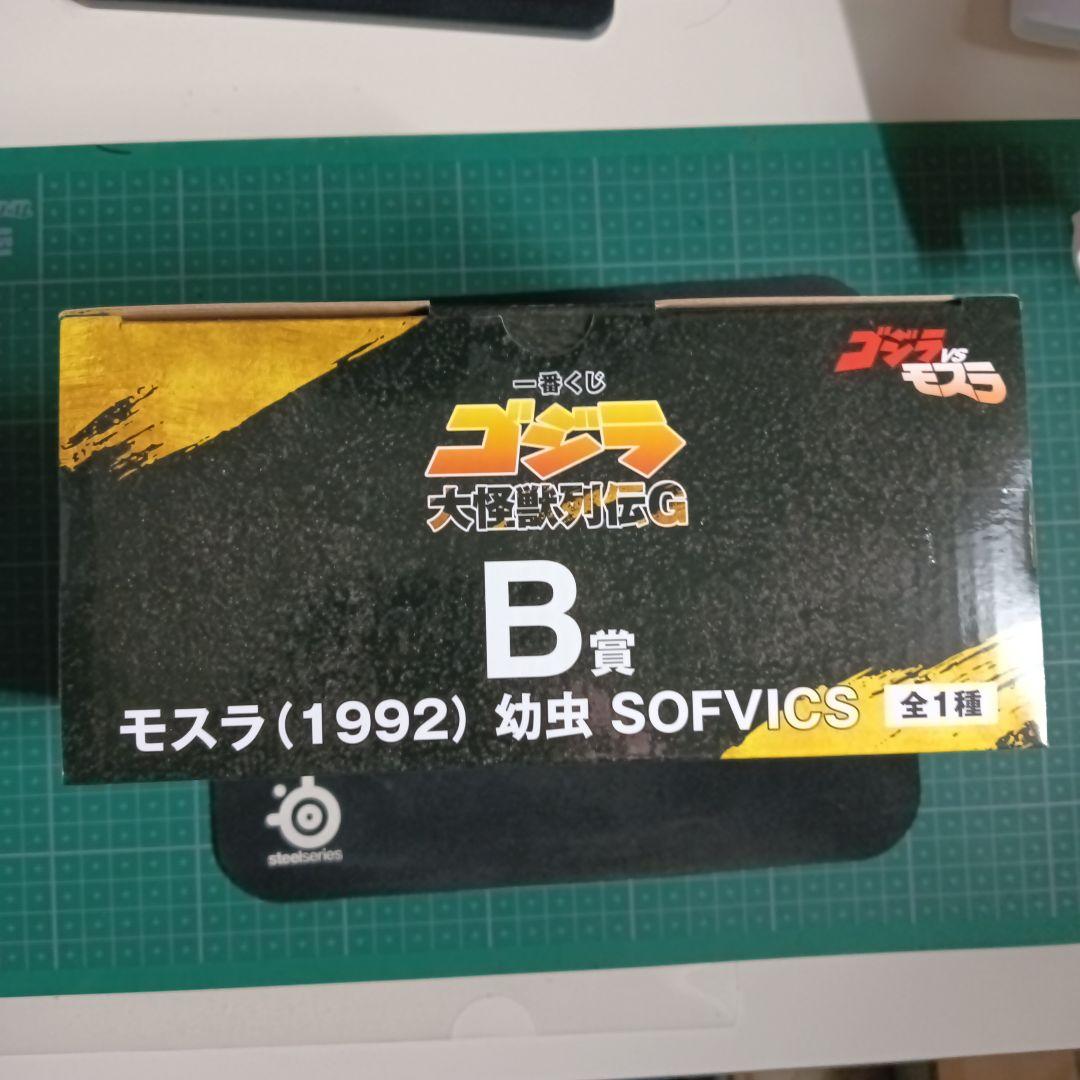 一番くじ
ゴジラVSモスラ
ゴジラ
大怪獣列伝G
B賞
モスラ(1992) 幼虫 SOFVICS 全1種
steelseries